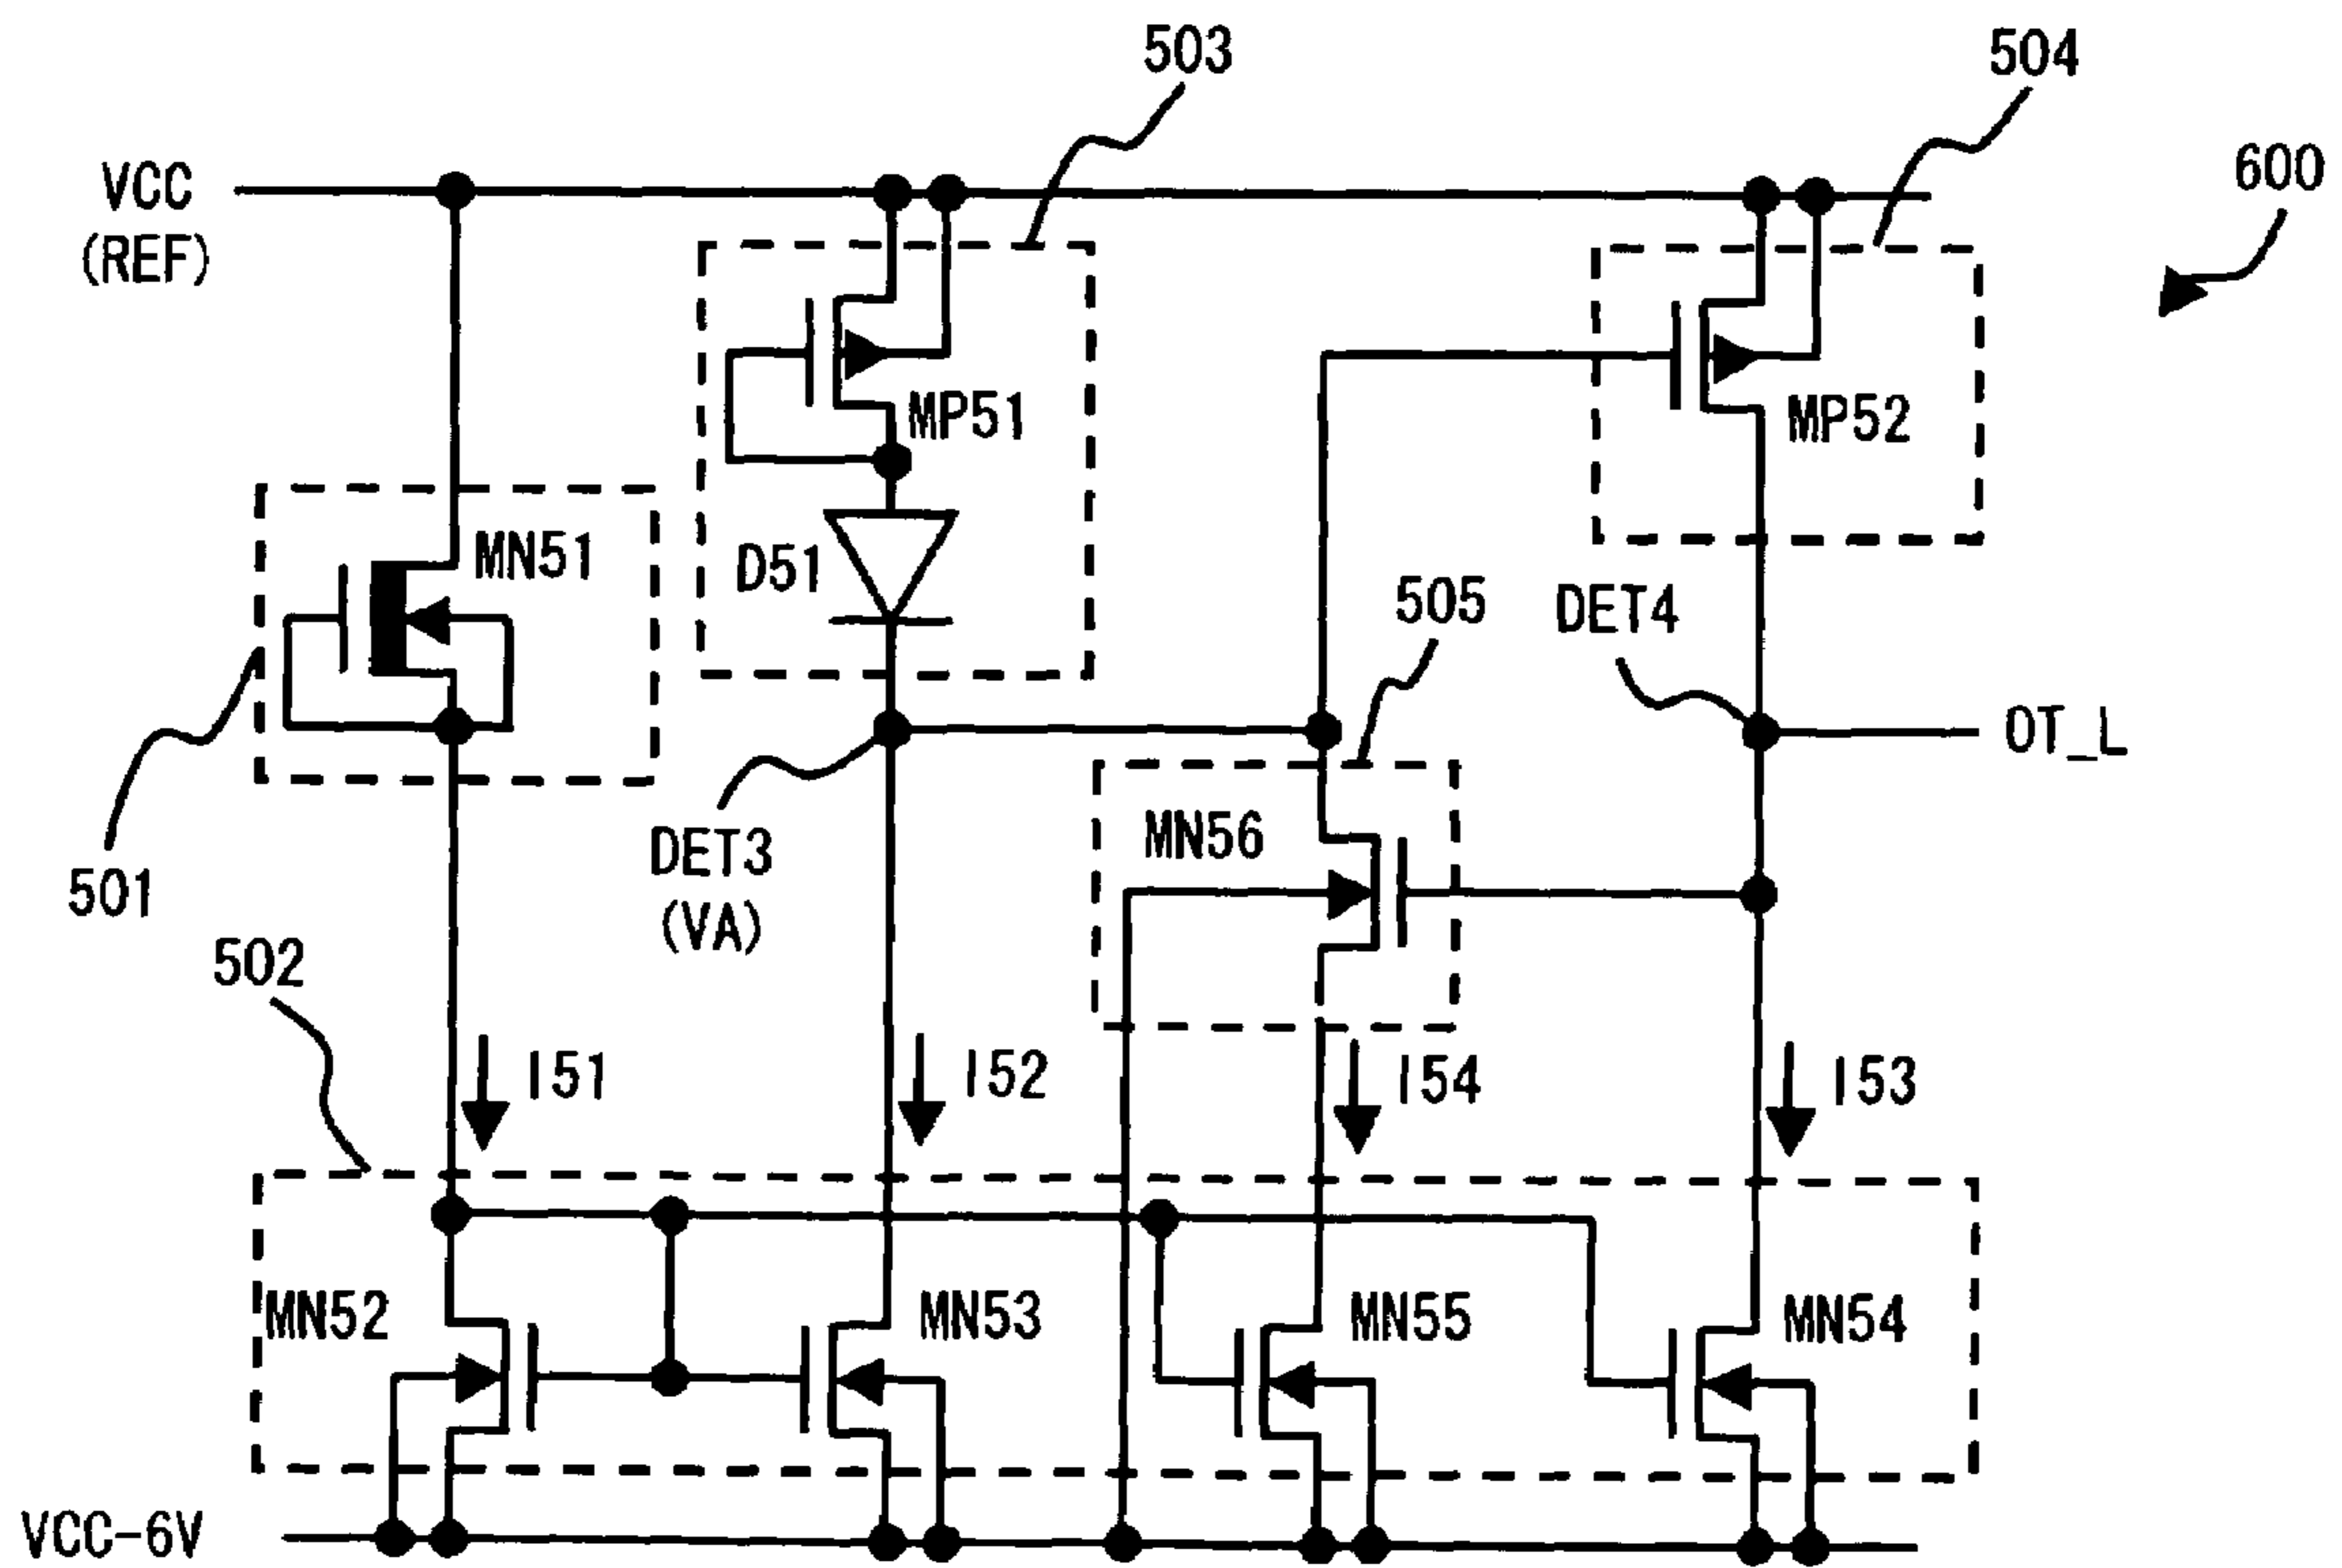 503
504
600
VCC
(REF)
MP51
MP52
MN51
D51
505
DET4
OT_L
MN56
DET3
(VA)
501
502
I51
I52
I54
I53
MN52
MN53
MN55
MN54
VCC-6V